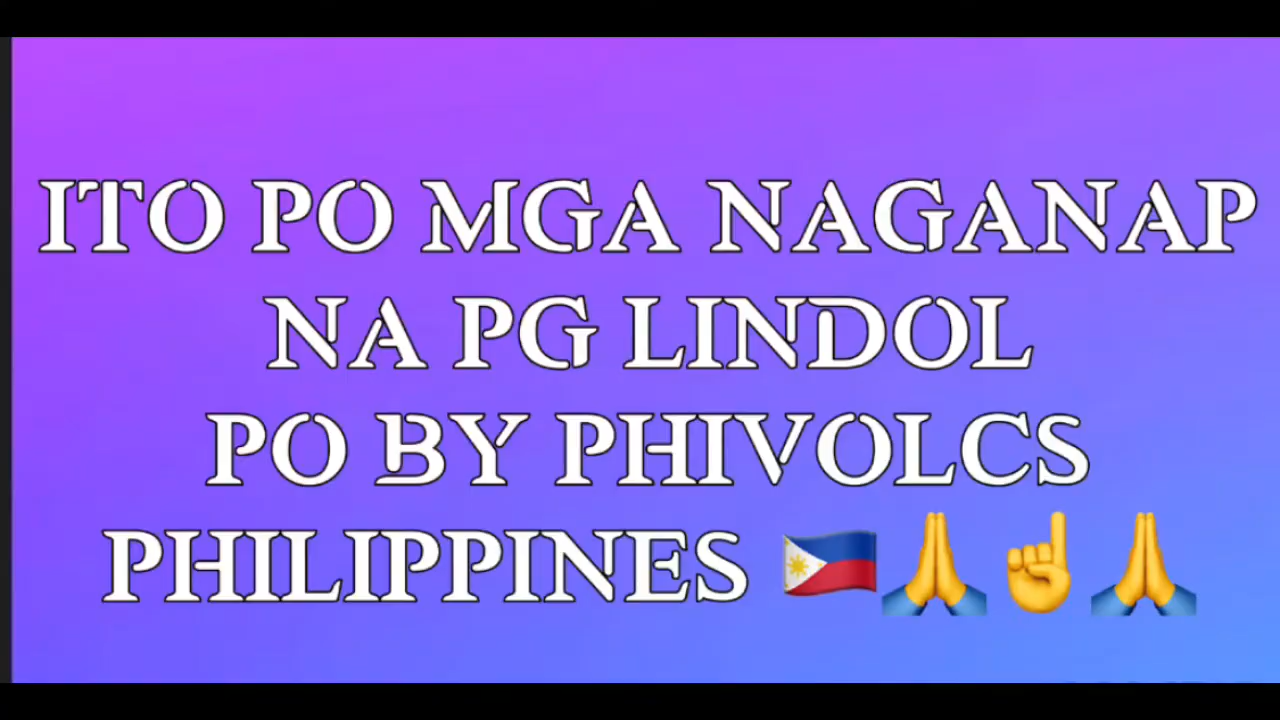 ITO PO MGA NAGANAP
NA PG LINDOL
PO BY PHIVOLCS
PHILIPPINES 🇵🇭🙏☝️🙏